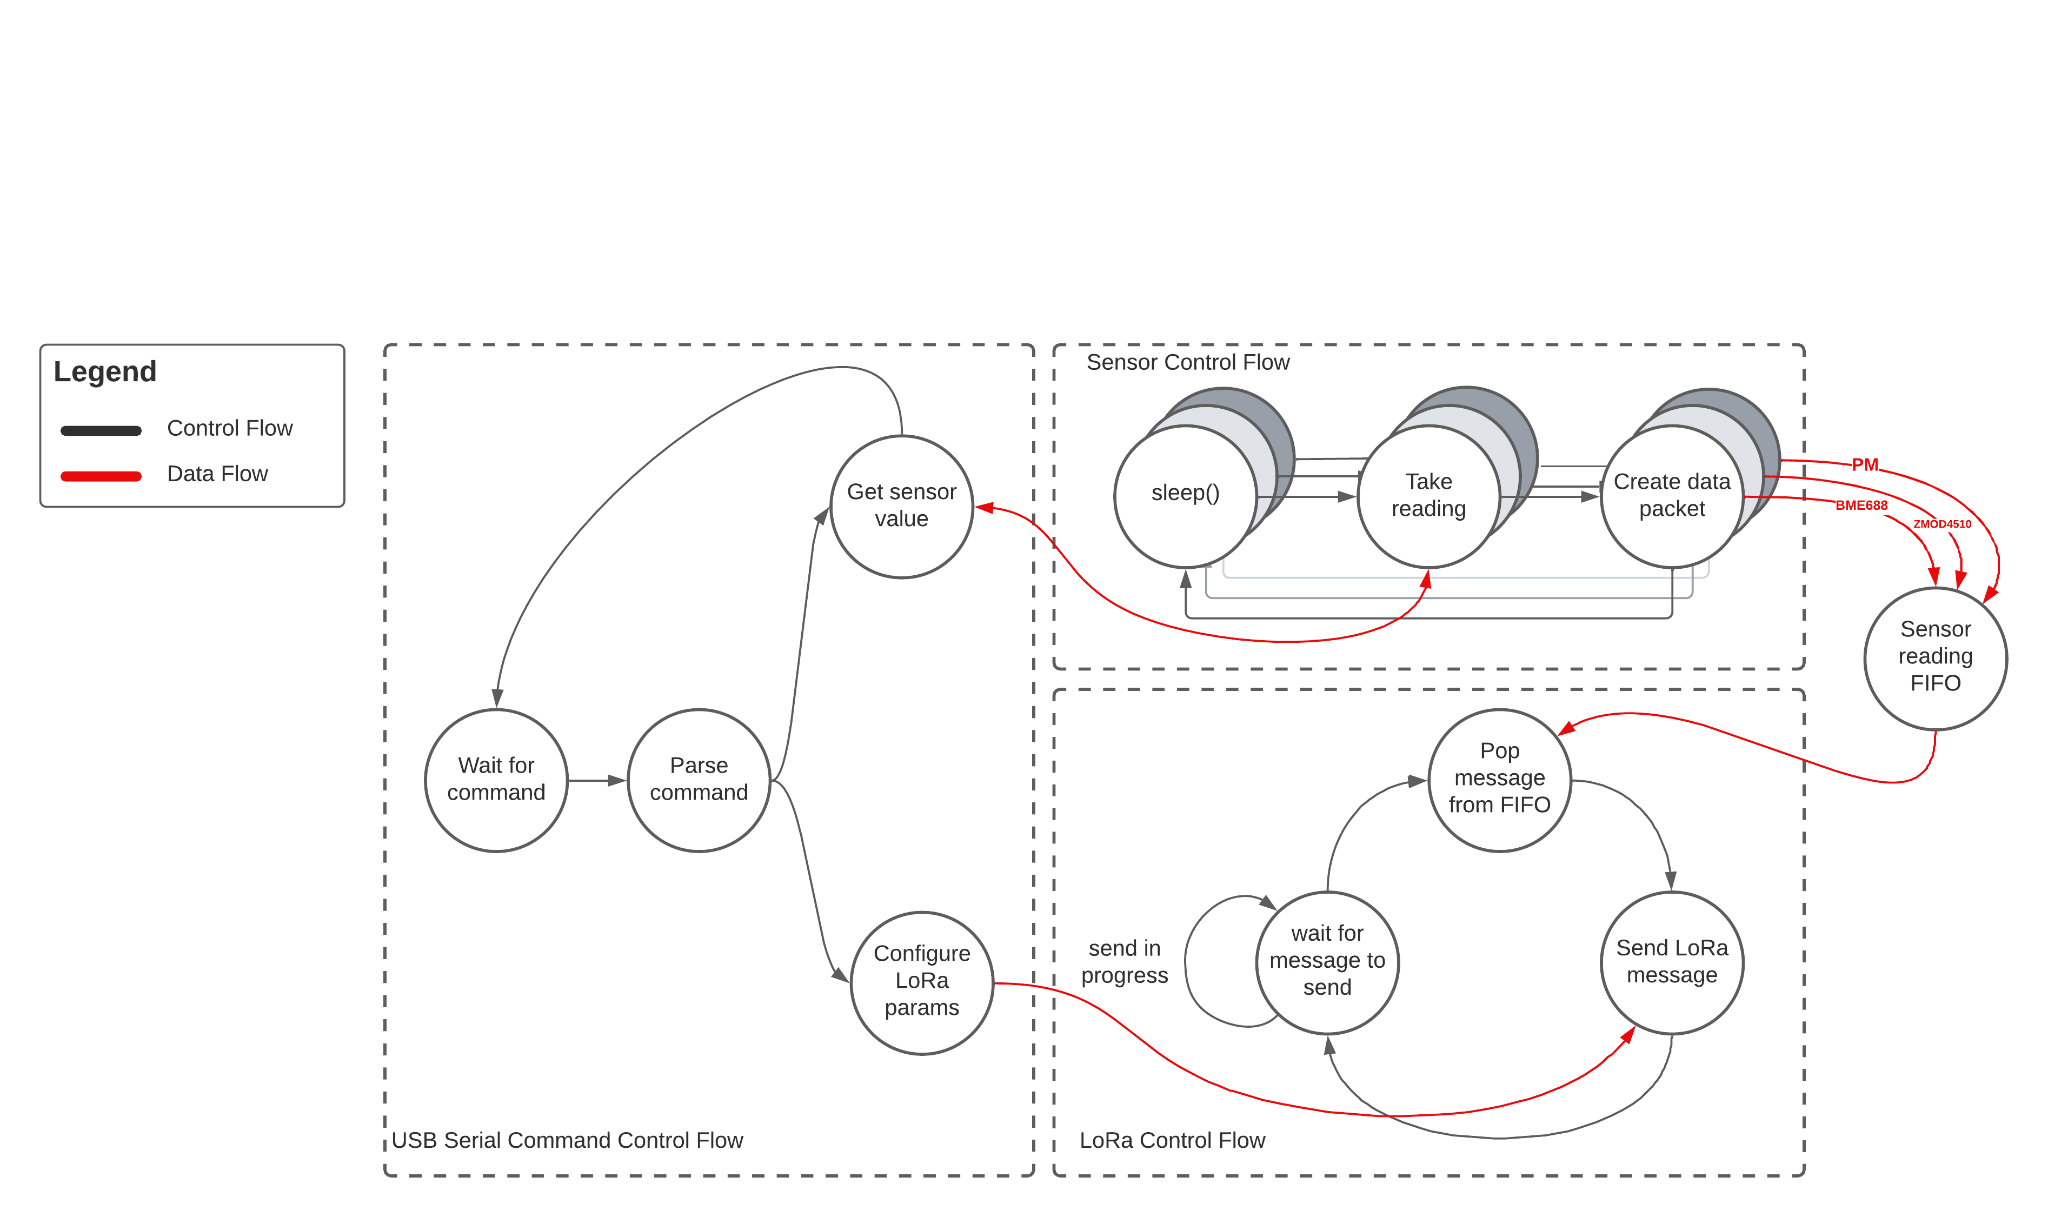 Legend
Control Flow
Data Flow
Get sensor
value
Wait for
command
Parse
command
Configure
LoRa
params
USB Serial Command Control Flow
Sensor Control Flow
sleep()
Take
reading
Create data
packet
PM
BME688
ZMOD4510
Sensor
reading
FIFO
Pop
message
from FIFO
send in
progress
wait for
message to
send
Send LoRa
message
LoRa Control Flow